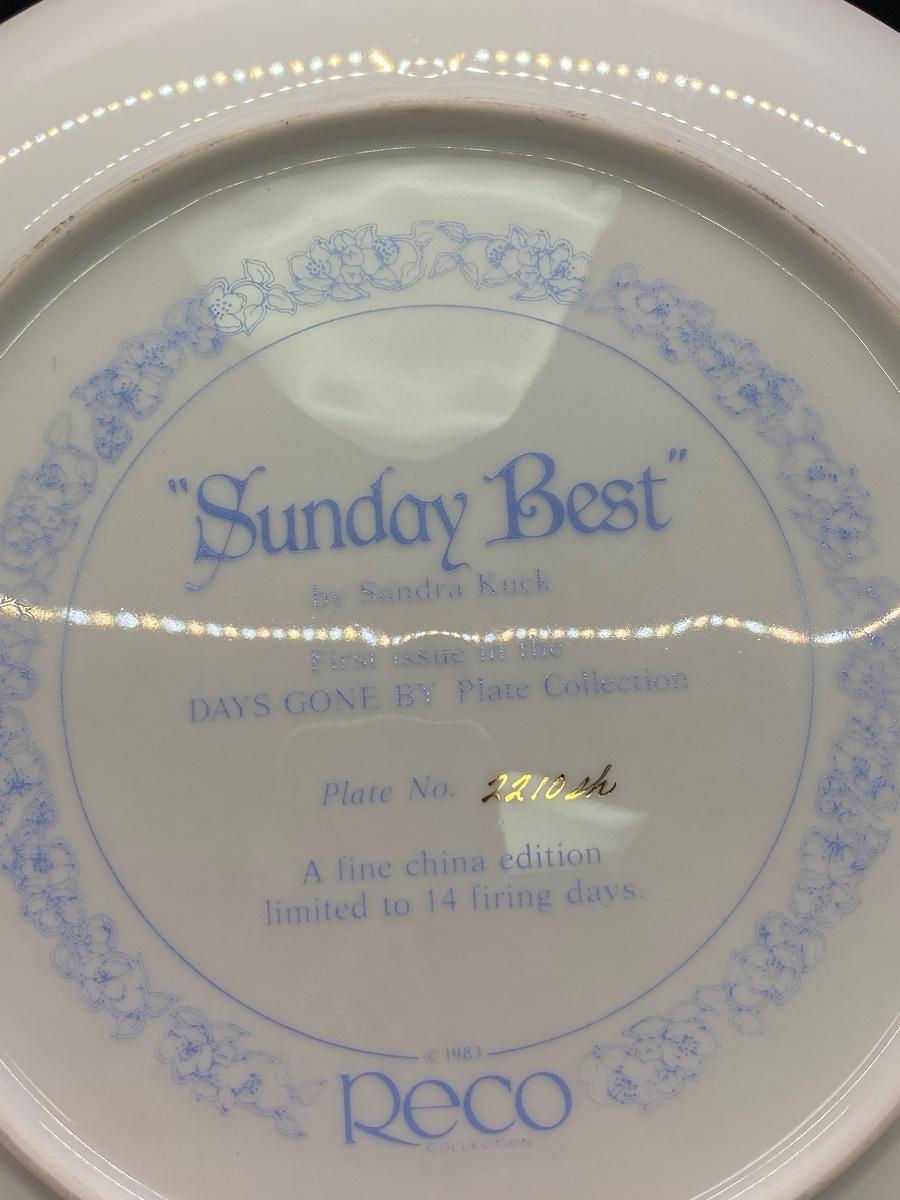 "Sunday Best"
by Sandra Kuck
First issue in the
DAYS GONE BY Plate Collection
Plate No. 2210sh
A fine china edition
limited to 14 firing days.
© 1983
Reco
COLLECTION